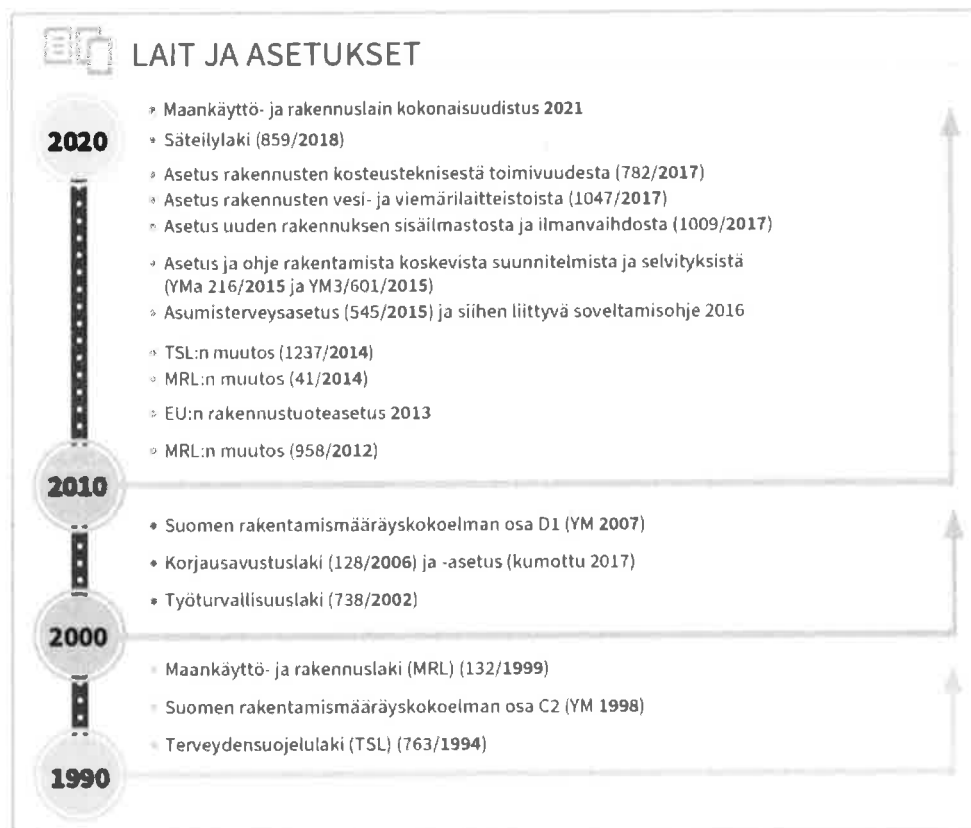 LAIT JA ASETUKSET
2020
• Maankäyttö- ja rakennuslain kokonaisuudistus 2021
• Säteilylaki (859/2018)
• Asetus rakennusten kosteusteknisestä toimivuudesta (782/2017)
• Asetus rakennusten vesi- ja viemärilaitteistoista (1047/2017)
• Asetus uuden rakennuksen sisäilmastosta ja ilmanvaihdosta (1009/2017)
• Asetus ja ohje rakentamista koskevista suunnitelmista ja selvityksistä
(YMa 216/2015 ja YM3/601/2015)
• Asumisterveysasetus (545/2015) ja siihen liittyvä soveltamisohje 2016
• TSL:n muutos (1237/2014)
• MRL:n muutos (41/2014)
• EU:n rakennustuoteasetus 2013
• MRL:n muutos (958/2012)
2010
• Suomen rakentamismääräyskokoelman osa D1 (YM 2007)
• Korjausavustuslaki (128/2006) ja -asetus (kumottu 2017)
• Työturvallisuuslaki (738/2002)
2000
• Maankäyttö- ja rakennuslaki (MRL) (132/1999)
• Suomen rakentamismääräyskokoelman osa C2 (YM 1998)
• Terveydensuojelulaki (TSL) (763/1994)
1990